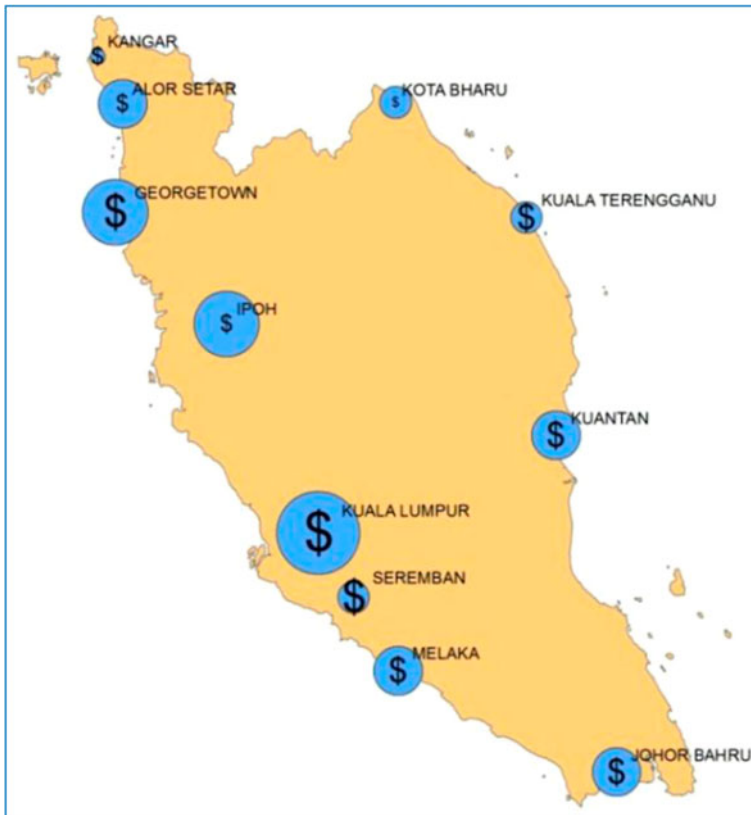 KANGAR
$
ALOR SETAR
$
KOTA BHARU
$
GEORGETOWN
$
KUALA TERENGGANU
$
IPOH
$
KUANTAN
$
KUALA LUMPUR
$
SEREMBAN
$
MELAKA
$
JOHOR BAHRU
$